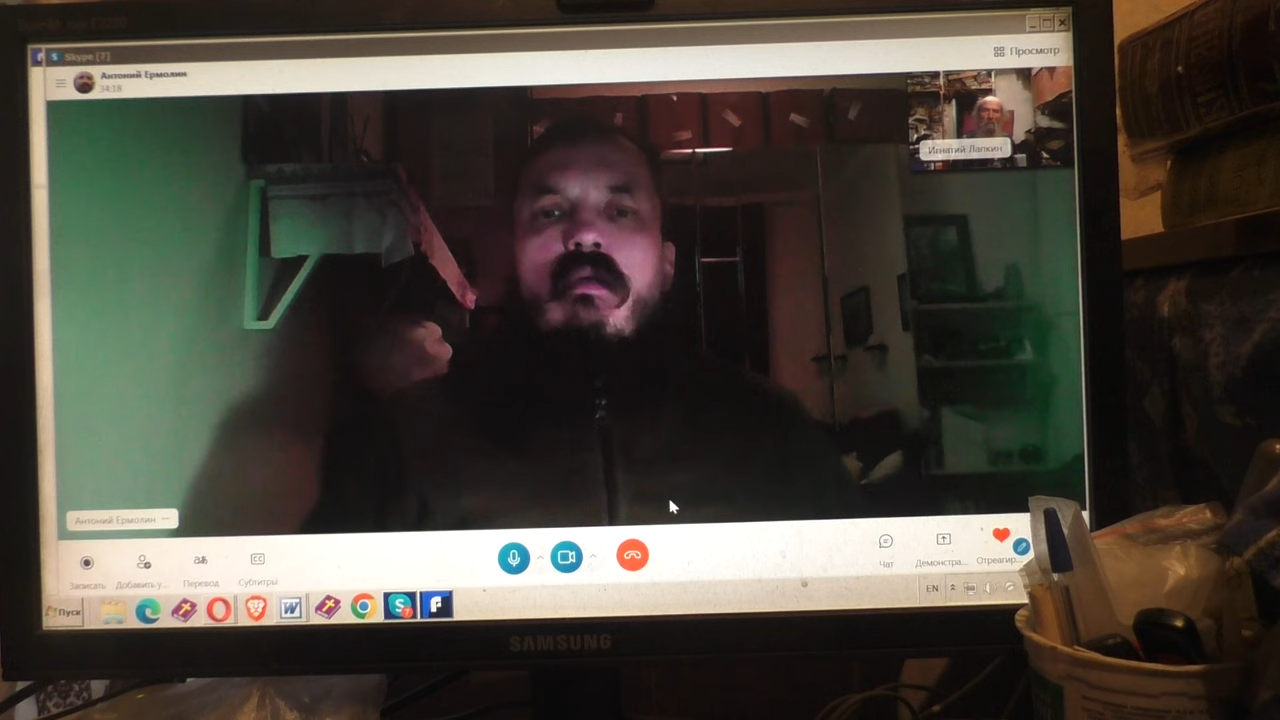 Skype [7]
Антоний Ермолин
34:18
Просмотр
Игнатий Лапкин
Антоний Ермолин
Записать
Добавить у...
Перевод
Субтитры
Чат
Демонстра...
Отреагир...
Пуск
EN
SAMSUNG